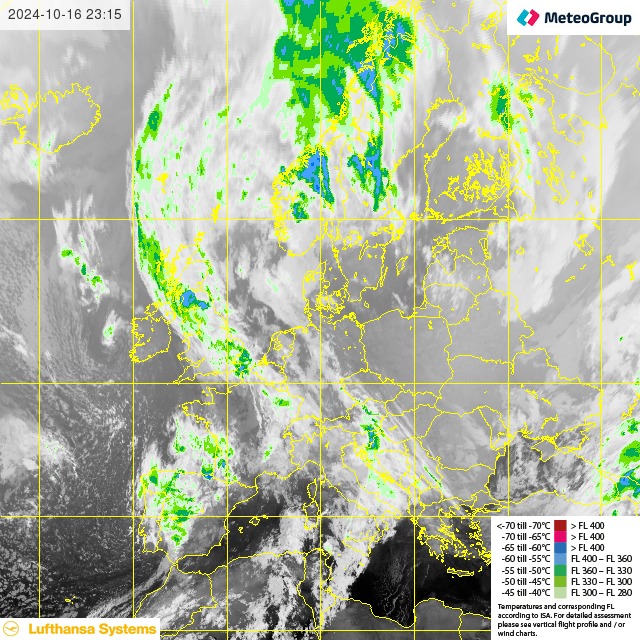 2024-10-16 23:15
MeteoGroup
<-70 till -70°C > FL 400
-70 till -65°C > FL 400
-65 till -60°C > FL 400
-60 till -55°C FL 400 – FL 360
-55 till -50°C FL 360 – FL 330
-50 till -45°C FL 330 – FL 300
-45 till -40°C FL 300 – FL 280
Temperatures and corresponding FL
according to ISA. For detailed assessment
please see vertical flight profile and / or
wind charts.
Lufthansa Systems